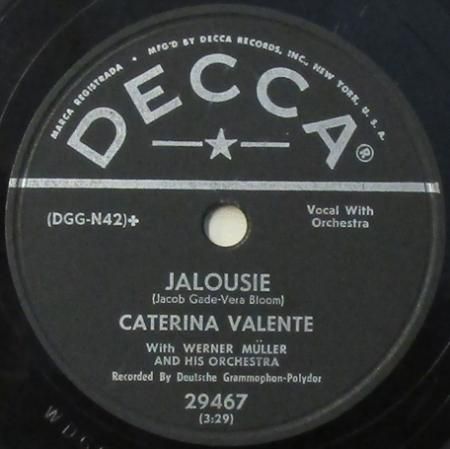 MARCA REGISTRADA • MFG'D BY DECCA RECORDS, INC., NEW YORK, U. S. A.
DECCA®
(DGG-N42)+
Vocal With
Orchestra
JALOUSIE
(Jacob Gade-Vera Bloom)
CATERINA VALENTE
With WERNER MÜLLER
AND HIS ORCHESTRA
Recorded By Deutsche Grammophon-Polydor
29467
(3:29)